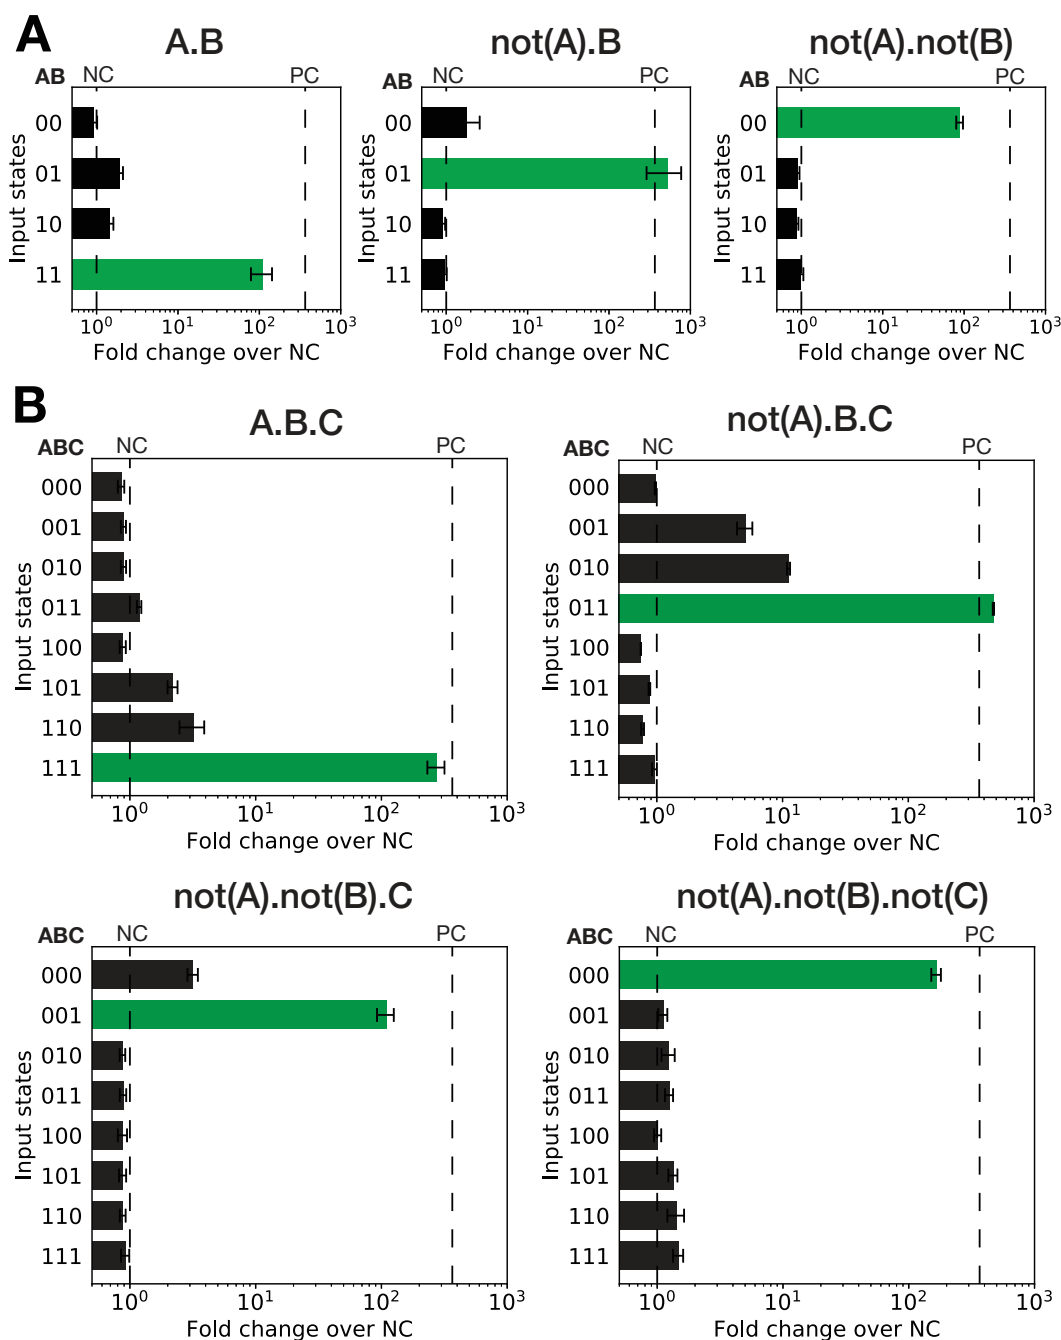 A
A.B
not(A).B
not(A).not(B)
AB NC PC
AB NC PC
AB NC PC
Input states
00
01
10
11
10^0 10^1 10^2 10^3
Fold change over NC
Input states
00
01
10
11
10^0 10^1 10^2 10^3
Fold change over NC
Input states
00
01
10
11
10^0 10^1 10^2 10^3
Fold change over NC
B
A.B.C
ABC NC PC
Input states
000
001
010
011
100
101
110
111
10^0 10^1 10^2 10^3
Fold change over NC
not(A).B.C
ABC NC PC
Input states
000
001
010
011
100
101
110
111
10^0 10^1 10^2 10^3
Fold change over NC
not(A).not(B).C
ABC NC PC
Input states
000
001
010
011
100
101
110
111
10^0 10^1 10^2 10^3
Fold change over NC
not(A).not(B).not(C)
ABC NC PC
Input states
000
001
010
011
100
101
110
111
10^0 10^1 10^2 10^3
Fold change over NC